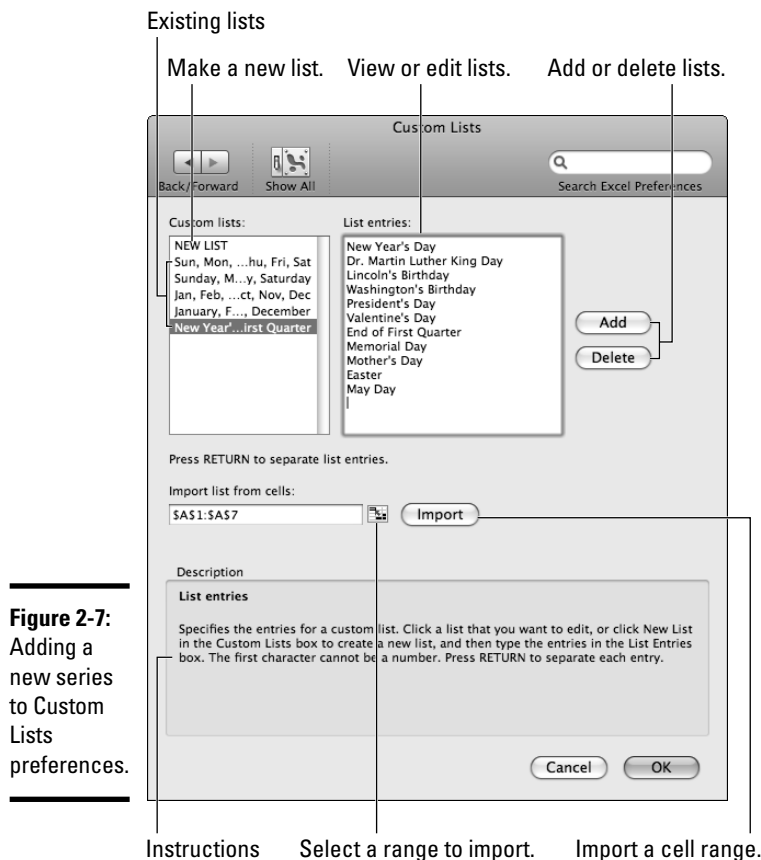 Existing lists
Make a new list.
View or edit lists.
Add or delete lists.
Custom Lists
Back/Forward
Show All
Search Excel Preferences
Custom lists:
NEW LIST
Sun, Mon, ...hu, Fri, Sat
Sunday, M...y, Saturday
Jan, Feb, ...ct, Nov, Dec
January, F..., December
New Year'...irst Quarter
List entries:
New Year's Day
Dr. Martin Luther King Day
Lincoln's Birthday
Washington's Birthday
President's Day
Valentine's Day
End of First Quarter
Memorial Day
Mother's Day
Easter
May Day
Add
Delete
Press RETURN to separate list entries.
Import list from cells:
$A$1:$A$7
Import
Description
List entries
Specifies the entries for a custom list. Click a list that you want to edit, or click New List
in the Custom Lists box to create a new list, and then type the entries in the List Entries
box. The first character cannot be a number. Press RETURN to separate each entry.
Cancel
OK
Figure 2-7:
Adding a
new series
to Custom
Lists
preferences.
Instructions
Select a range to import.
Import a cell range.